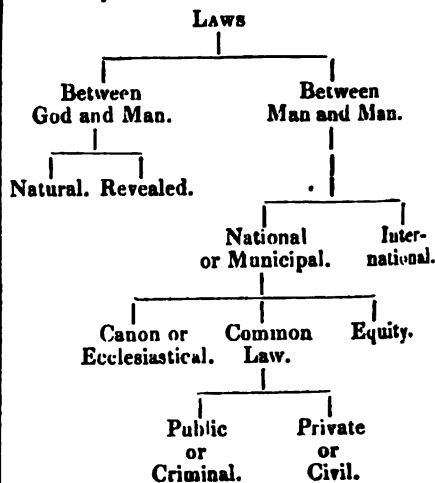 LAWS
Between
God and Man.
Between
Man and Man.
Natural. Revealed.
National
or Municipal.
Inter-
national.
Canon or
Ecclesiastical.
Common
Law.
Equity.
Public
or
Criminal.
Private
or
Civil.